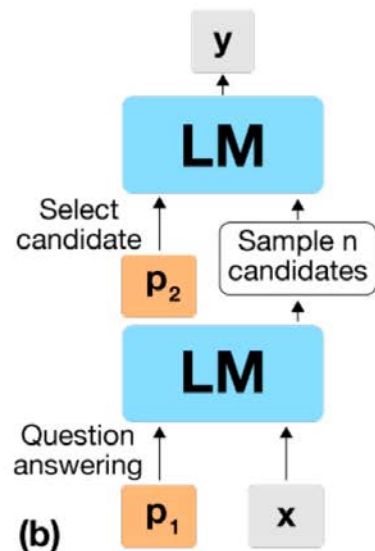 y
LM
Select
candidate
Sample n
candidates
p₂
LM
Question
answering
p₁
x
(b)